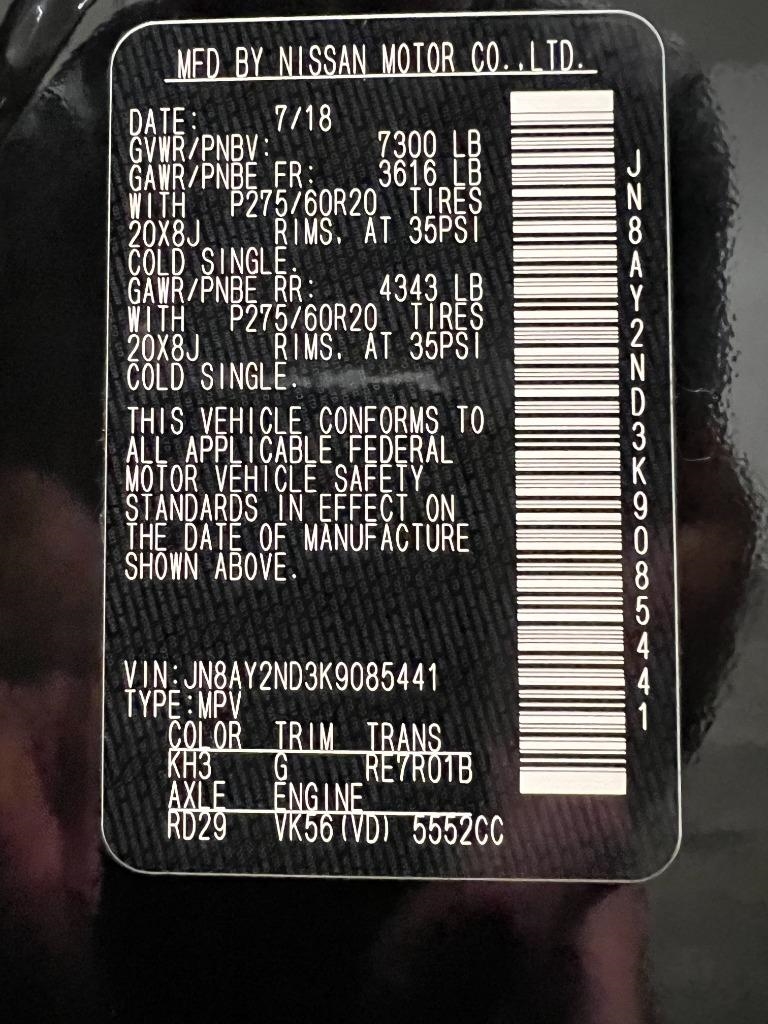 MFD BY NISSAN MOTOR CO.,LTD.
DATE: 7/18
GVWR/PNBV: 7300 LB
GAWR/PNBE FR: 3616 LB
WITH P275/60R20 TIRES
20X8J RIMS, AT 35PSI
COLD SINGLE.
GAWR/PNBE RR: 4343 LB
WITH P275/60R20 TIRES
20X8J RIMS, AT 35PSI
COLD SINGLE.
THIS VEHICLE CONFORMS TO
ALL APPLICABLE FEDERAL
MOTOR VEHICLE SAFETY
STANDARDS IN EFFECT ON
THE DATE OF MANUFACTURE
SHOWN ABOVE.
VIN:JN8AY2ND3K9085441
TYPE:MPV
COLOR TRIM TRANS
KH3 G RE7R01B
AXLE ENGINE
RD29 VK56(VD) 5552CC
JN8AY2ND3K9085441